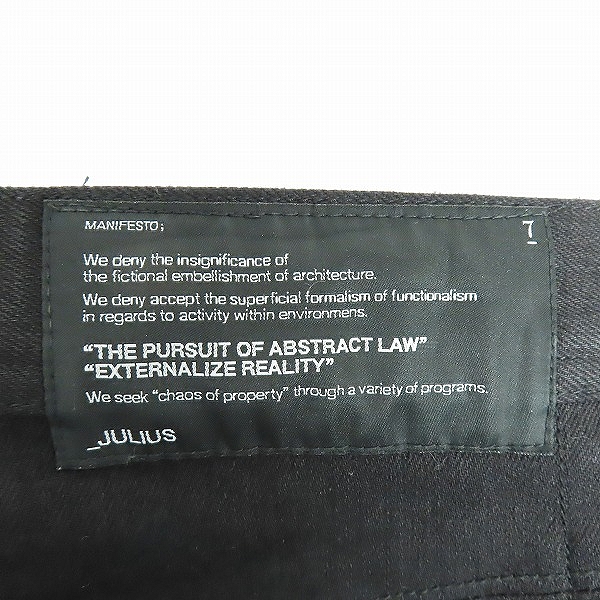 MANIFESTO;
7
We deny the insignificance of
the fictional embellishment of architecture.
We deny accept the superficial formalism of functionalism
in regards to activity within environmens.
“THE PURSUIT OF ABSTRACT LAW”
“EXTERNALIZE REALITY”
We seek “chaos of property” through a variety of programs.
_JULIUS